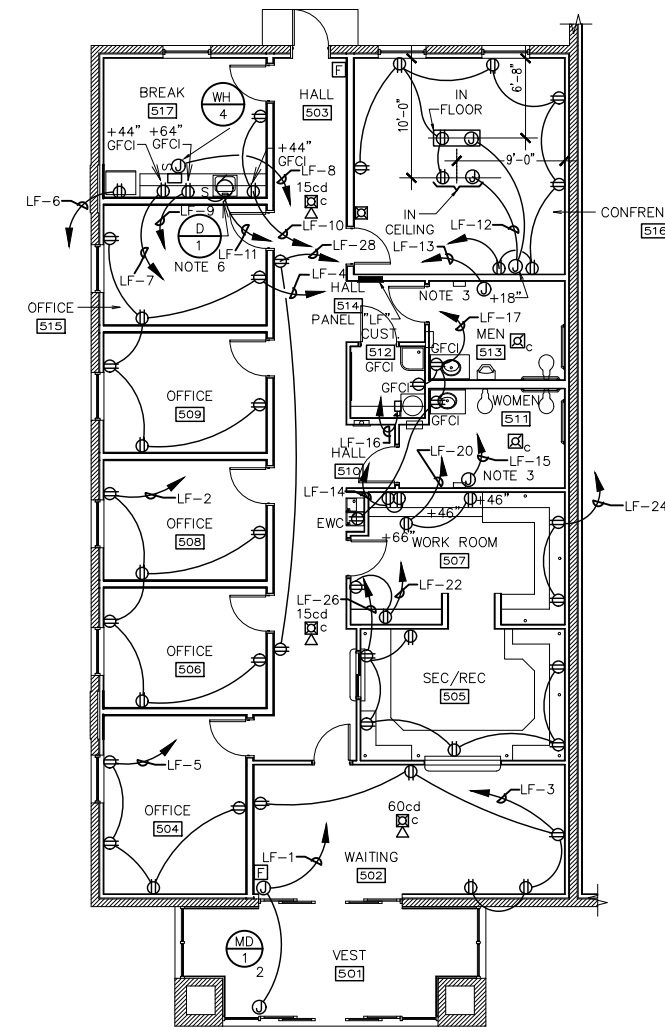 F
BREAK
517
WH
4
HALL
503
IN
FLOOR
6'-8"
10'-0"
9'-0"
+44"
GFCI
+64"
GFCI
+44"
GFCI
J
S
S
LF-8
15cd
c
LF-6
LF-9
D
1
NOTE 6
LF-11
LF-10
LF-28
IN
CEILING
LF-12
LF-13
CONFREN
516
J
J
LF-7
LF-4
HALL
514
NOTE 3
J
J
+18"
OFFICE
515
PANEL "LF"
CUST.
512
GFCI
GFCI
LF-17
MEN
513
c
GFCI
OFFICE
509
WOMEN
511
c
GFCI
LF-16
HALL
510
LF-20
LF-15
NOTE 3
J
LF-2
OFFICE
508
LF-14
EWC
+46"
+46"
+66"
LF-24
WORK ROOM
507
LF-22
LF-26
15cd
c
OFFICE
506
SEC/REC
505
LF-5
OFFICE
504
LF-3
60cd
c
LF-1
WAITING
502
F
J
MD
1
2
VEST
501
J